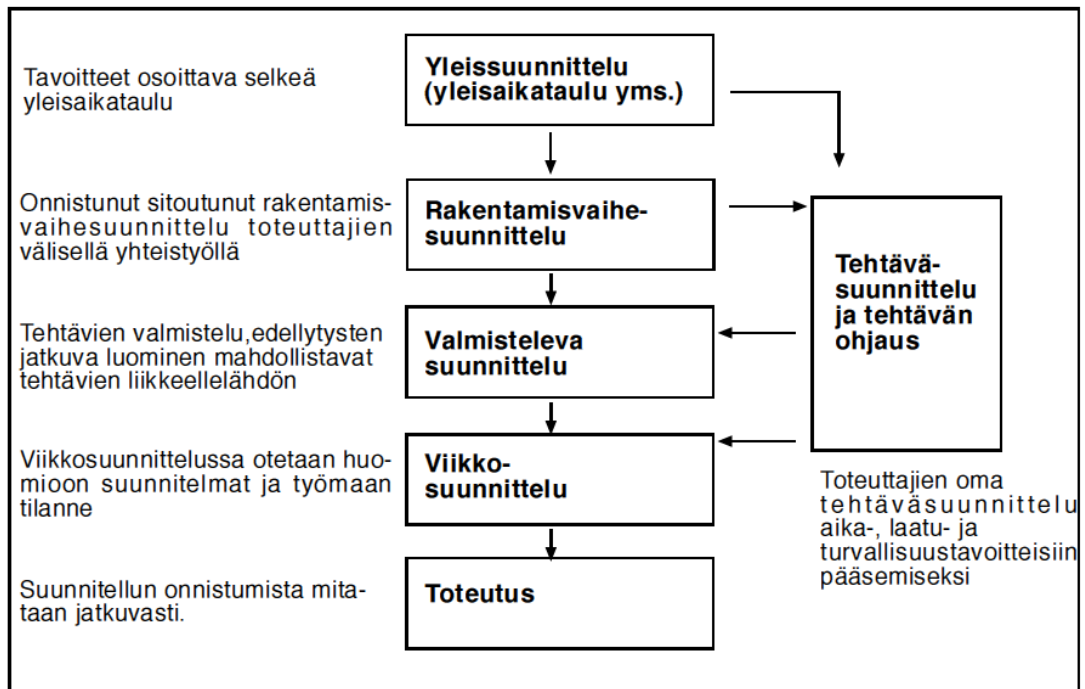 Tavoitteet osoittava selkeä
yleisaikataulu
Yleissuunnittelu
(yleisaikataulu yms.)
Onnistunut sitoutunut rakentamis-
vaihesuunnittelu toteuttajien
välisellä yhteistyöllä
Rakentamisvaihe-
suunnittelu
Tehtävä-
suunnittelu
ja tehtävän
ohjaus
Tehtävien valmistelu,edellytysten
jatkuva luominen mahdollistavat
tehtävien liikkeellelähdön
Valmisteleva
suunnittelu
Viikkosuunnittelussa otetaan huo-
mioon suunnitelmat ja työmaan
tilanne
Viikko-
suunnittelu
Toteuttajien oma
tehtäväsuunnittelu
aika-, laatu- ja
turvallisuustavoitteisiin
pääsemiseksi
Suunnitellun onnistumista mita-
taan jatkuvasti.
Toteutus